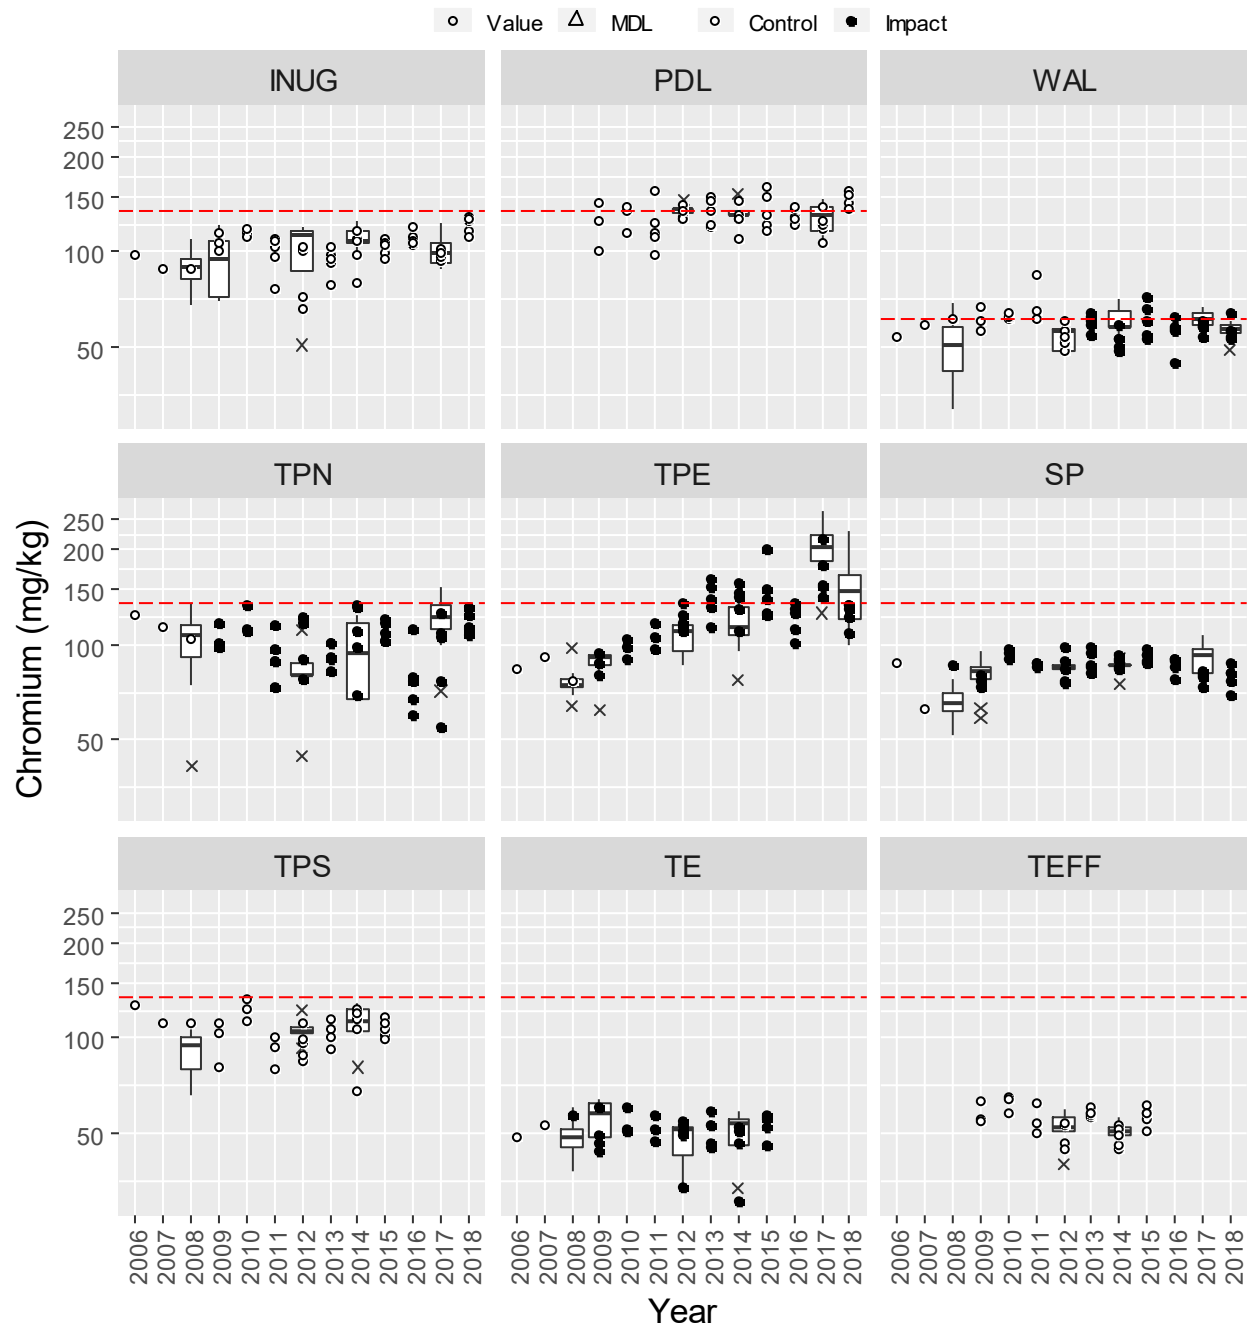 Value MDL Control Impact
INUG PDL WAL
250
200
150
100
50
TPN TPE SP
250
200
150
100
50
Chromium (mg/kg)
TPS TE TEFF
250
200
150
100
50
2006 2007 2008 2009 2010 2011 2012 2013 2014 2015 2016 2017 2018 2006 2007 2008 2009 2010 2011 2012 2013 2014 2015 2016 2017 2018 2006 2007 2008 2009 2010 2011 2012 2013 2014 2015 2016 2017 2018
Year